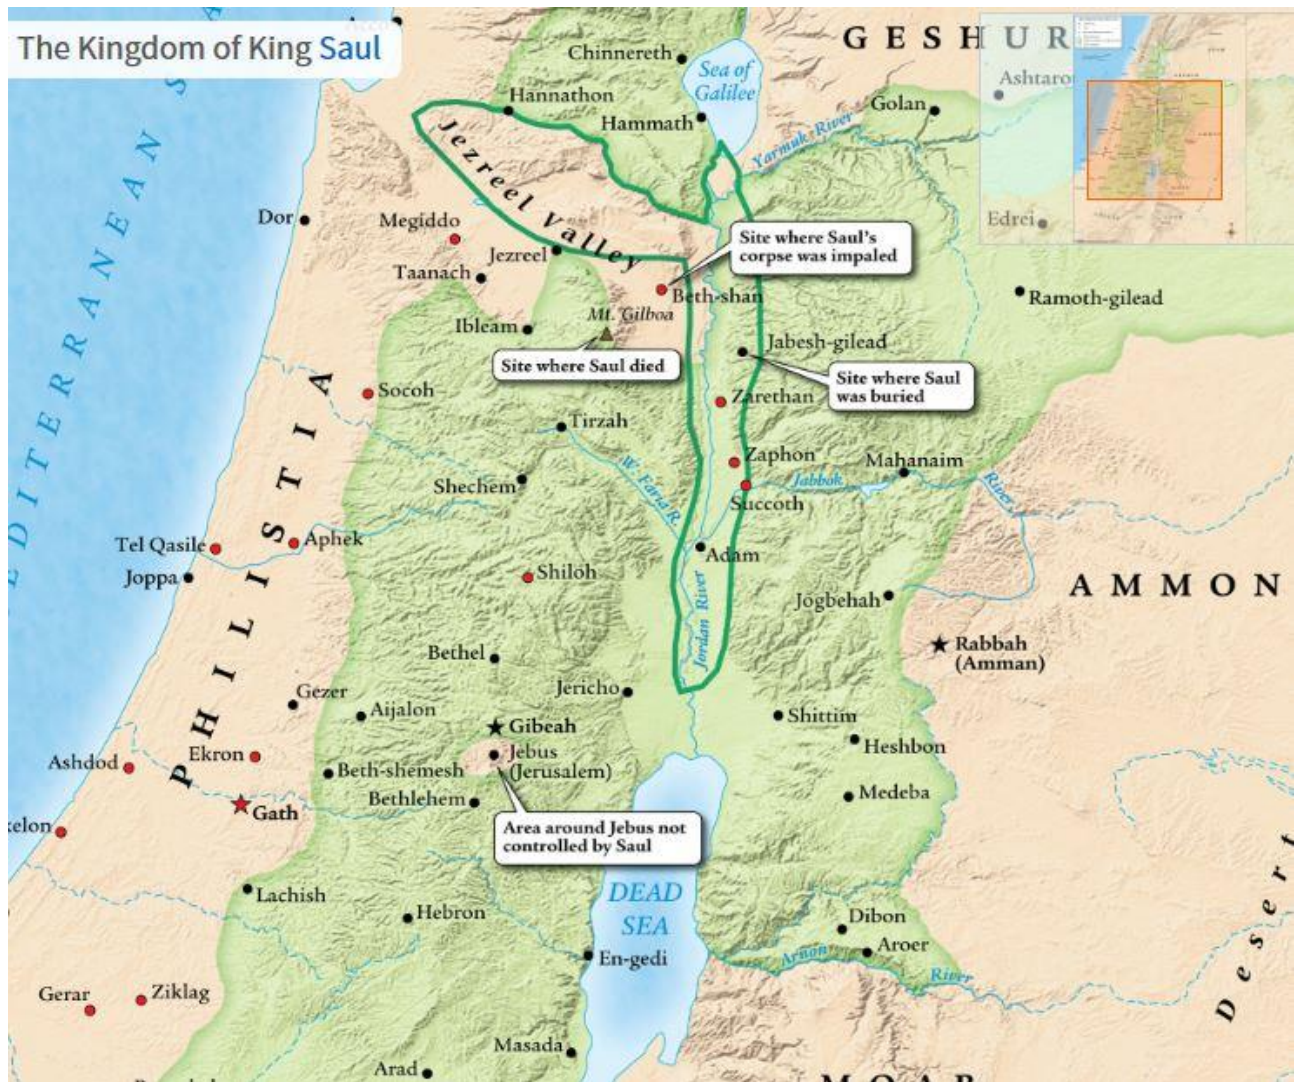 The Kingdom of King Saul
GESHUR
Chinnereth
Sea of
Galilee
Ashtaro
Hannathon
Golan
Hammath
Yarmuk River
Jezreel Valley
Dor
Megiddo
Edrei
Site where Saul's
corpse was impaled
Jezreel
Taanach
Beth-shan
Ramoth-gilead
Mt. Gilboa
Ibleam
Jabesh-gilead
Site where Saul died
Site where Saul
was buried
Socoh
Zarethan
Tirzah
MEDITERRANEAN S
PHILISTIA
W. Faria R.
Zaphon
Mahanaim
Shechem
Jabbok
River
Succoth
Tel Qasile
Aphek
Adam
Joppa
Shiloh
AMMON
Jogbehah
Jordan River
Rabbah
(Amman)
Bethel
Jericho
Gezer
Aijalon
Shittim
Gibeah
Heshbon
Ekron
Jebus
(Jerusalem)
Ashdod
Beth-shemesh
Medeba
Bethlehem
Gath
kelon
Area around Jebus not
controlled by Saul
Lachish
DEAD
SEA
Hebron
Dibon
Aroer
En-gedi
Arnon
River
Desert
Gerar
Ziklag
Masada
Arad
MOAB